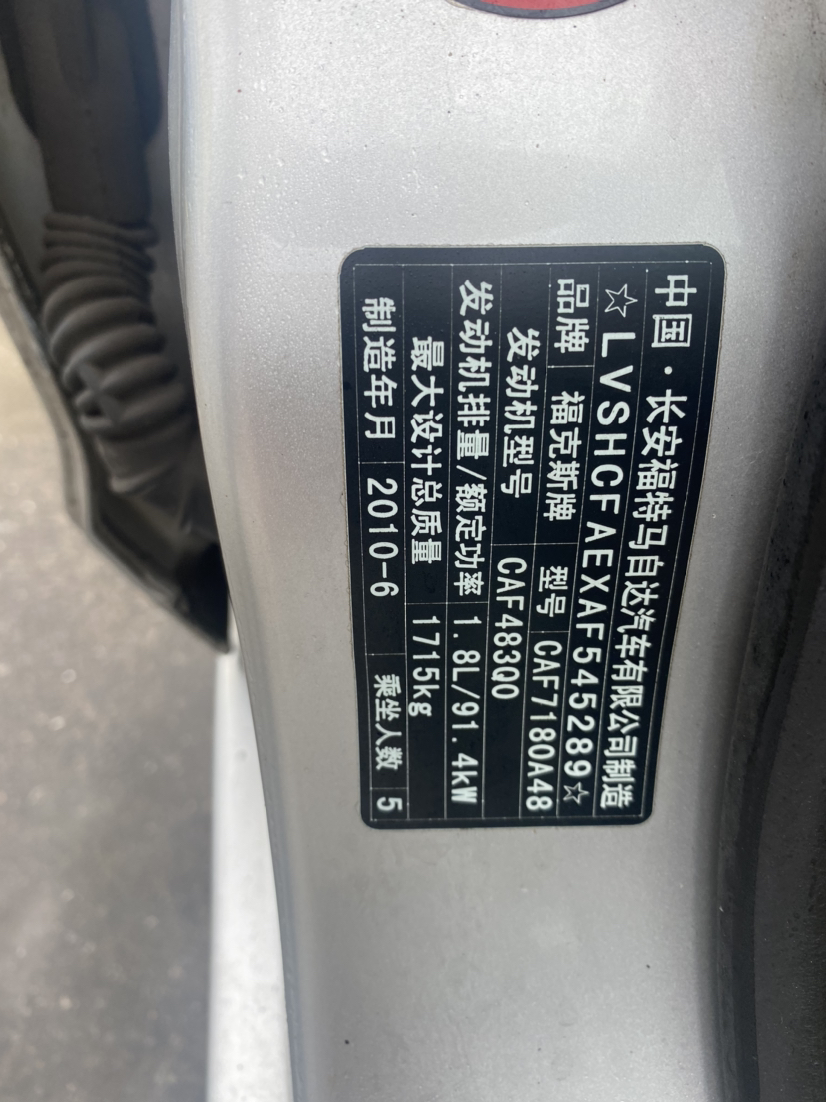 中国·长安福特马自达汽车有限公司制造
☆LVSHCFAEXAF545289☆
品牌 福克斯牌 型号 CAF7180A48
发动机型号 CAF483Q0
发动机排量/额定功率 1.8L/91.4kW
最大设计总质量 1715kg
制造年月 2010-6 乘坐人数 5